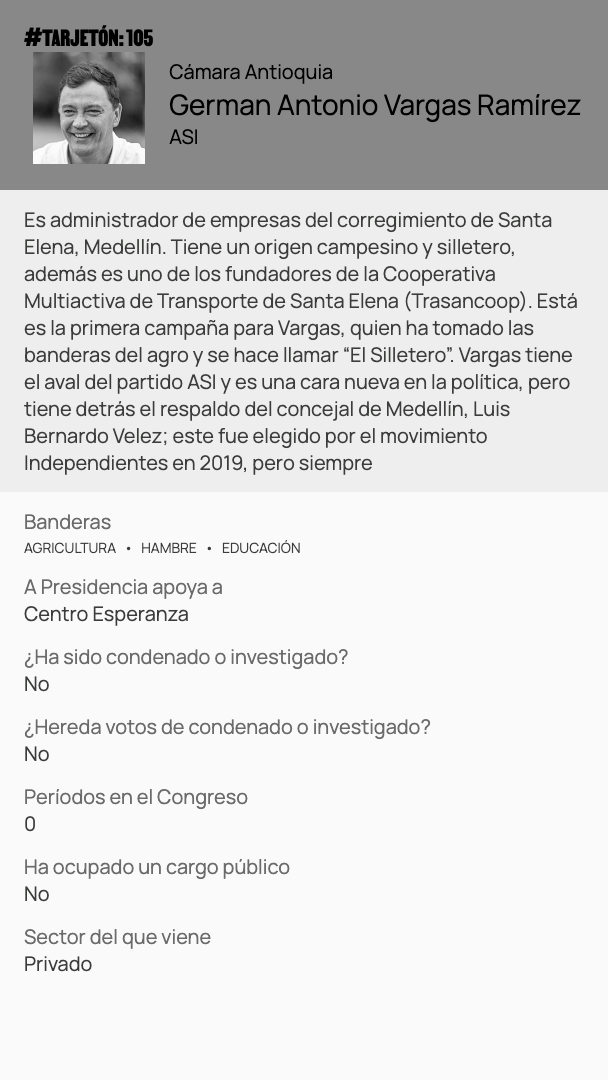 #TARJETÓN: 105
Cámara Antioquia
German Antonio Vargas Ramírez
ASI
Es administrador de empresas del corregimiento de Santa
Elena, Medellín. Tiene un origen campesino y silletero,
además es uno de los fundadores de la Cooperativa
Multiactiva de Transporte de Santa Elena (Trasancoop). Está
es la primera campaña para Vargas, quien ha tomado las
banderas del agro y se hace llamar “El Silletero”. Vargas tiene
el aval del partido ASI y es una cara nueva en la política, pero
tiene detrás el respaldo del concejal de Medellín, Luis
Bernardo Velez; este fue elegido por el movimiento
Independientes en 2019, pero siempre
Banderas
AGRICULTURA • HAMBRE • EDUCACIÓN
A Presidencia apoya a
Centro Esperanza
¿Ha sido condenado o investigado?
No
¿Hereda votos de condenado o investigado?
No
Períodos en el Congreso
0
Ha ocupado un cargo público
No
Sector del que viene
Privado